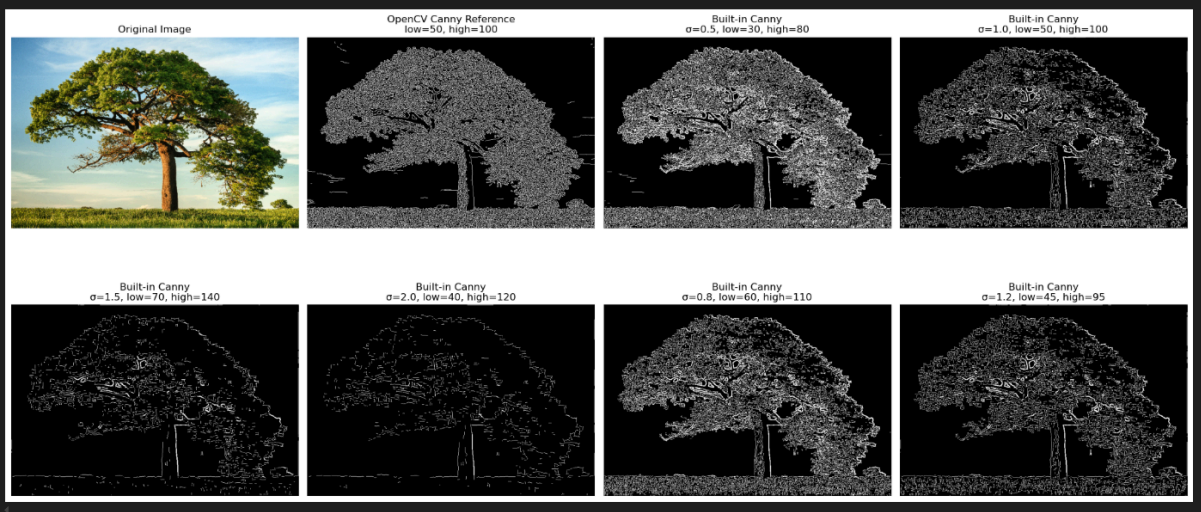 Original Image
OpenCV Canny Reference
low=50, high=100
Built-in Canny
σ=0.5, low=30, high=80
Built-in Canny
σ=1.0, low=50, high=100
Built-in Canny
σ=1.5, low=70, high=140
Built-in Canny
σ=2.0, low=40, high=120
Built-in Canny
σ=0.8, low=60, high=110
Built-in Canny
σ=1.2, low=45, high=95